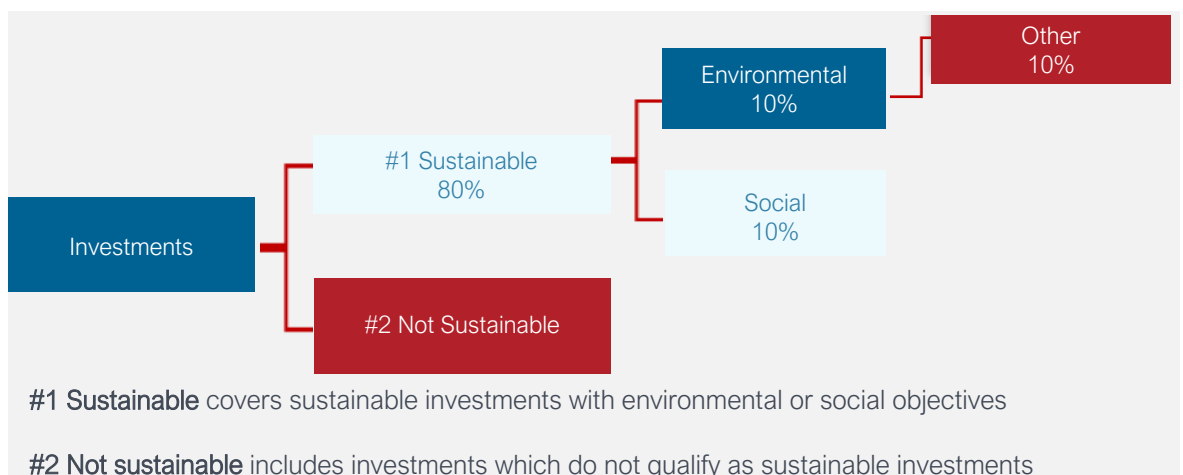 Other
10%
Environmental
10%
#1 Sustainable
80%
Social
10%
Investments
#2 Not Sustainable
#1 Sustainable covers sustainable investments with environmental or social objectives
#2 Not sustainable includes investments which do not qualify as sustainable investments